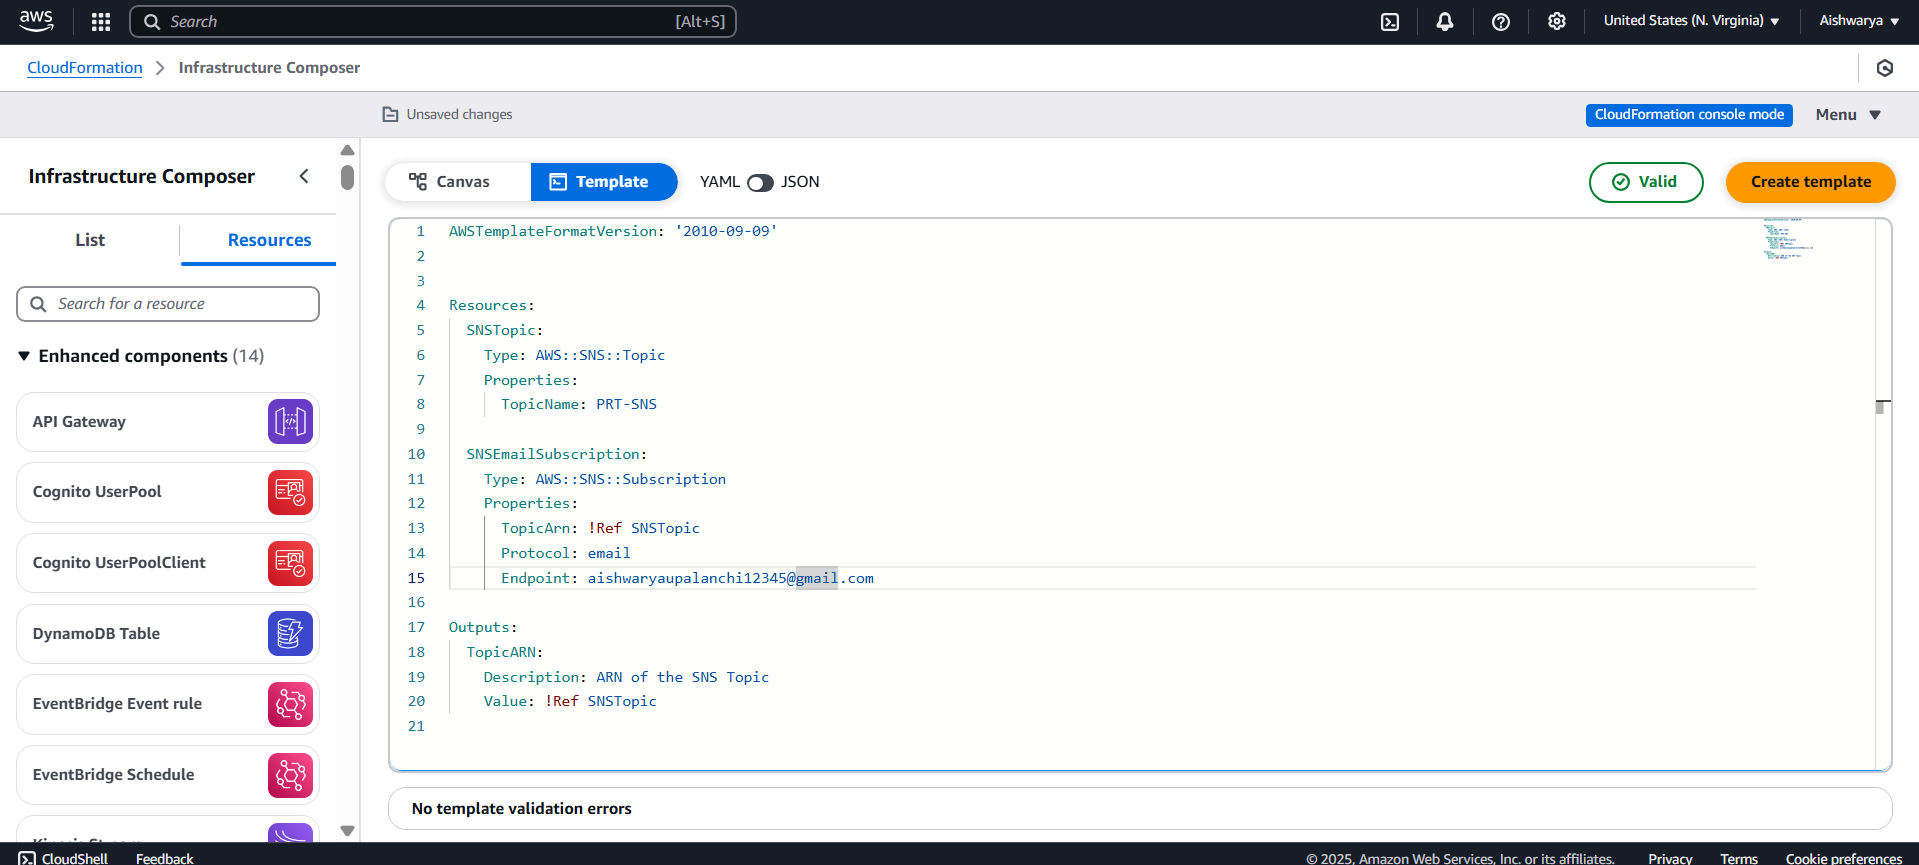 aws
Search
[Alt+S]
United States (N. Virginia)
Aishwarya
CloudFormation
Infrastructure Composer
Unsaved changes
CloudFormation console mode
Menu
Infrastructure Composer
Canvas
Template
YAML
JSON
Valid
Create template
List
Resources
Search for a resource
Enhanced components (14)
API Gateway
Cognito UserPool
Cognito UserPoolClient
DynamoDB Table
EventBridge Event rule
EventBridge Schedule
1 AWSTemplateFormatVersion: '2010-09-09'
2
3
4 Resources:
5 SNSTopic:
6 Type: AWS::SNS::Topic
7 Properties:
8 TopicName: PRT-SNS
9
10 SNSEmailSubscription:
11 Type: AWS::SNS::Subscription
12 Properties:
13 TopicArn: !Ref SNSTopic
14 Protocol: email
15 Endpoint: aishwaryaupalanchi12345@gmail.com
16
17 Outputs:
18 TopicARN:
19 Description: ARN of the SNS Topic
20 Value: !Ref SNSTopic
21
No template validation errors
CloudShell
Feedback
© 2025, Amazon Web Services, Inc. or its affiliates.
Privacy
Terms
Cookie preferences